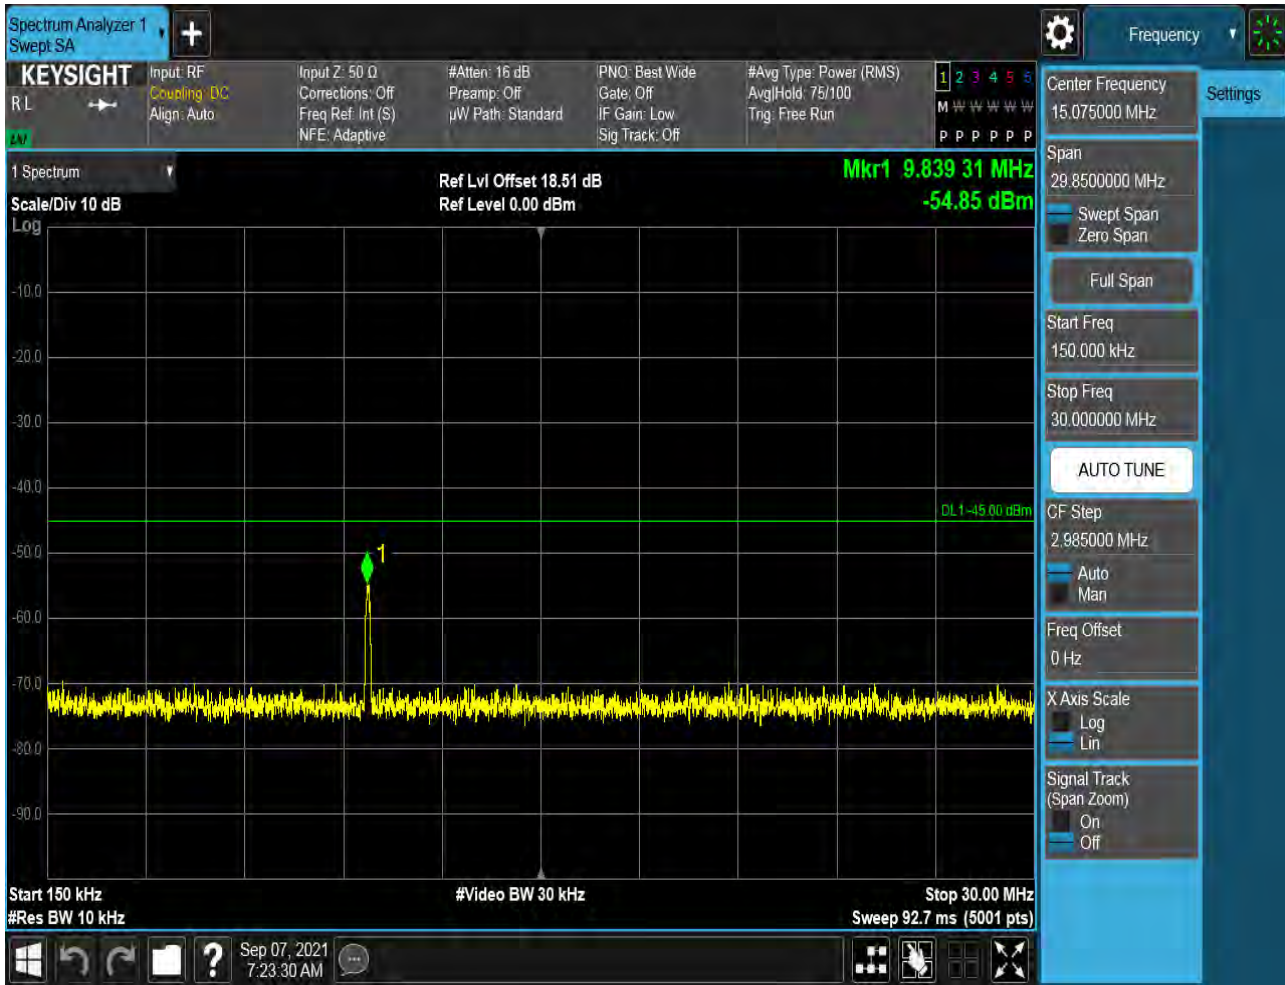 Spectrum Analyzer 1
Swept SA
Frequency
KEYSIGHT
R L
LXI
Input: RF
Coupling: DC
Align: Auto
Input Z: 50 Ω
Corrections: Off
Freq Ref: Int (S)
NFE: Adaptive
#Atten: 16 dB
Preamp: Off
µW Path: Standard
PNO: Best Wide
Gate: Off
IF Gain: Low
Sig Track: Off
#Avg Type: Power (RMS)
Avg|Hold: 75/100
Trig: Free Run
1 2 3 4 5 6
M W W W W W
P P P P P P
1 Spectrum
Scale/Div 10 dB
Log
Ref Lvl Offset 18.51 dB
Ref Level 0.00 dBm
Mkr1 9.839 31 MHz
-54.85 dBm
-10.0
-20.0
-30.0
-40.0
DL1 -45.00 dBm
-50.0
1
-60.0
-70.0
-80.0
-90.0
Start 150 kHz
#Res BW 10 kHz
#Video BW 30 kHz
Stop 30.00 MHz
Sweep 92.7 ms (5001 pts)
Sep 07, 2021
7:23:30 AM
?
Center Frequency
15.075000 MHz
Settings
Span
29.8500000 MHz
Swept Span
Zero Span
Full Span
Start Freq
150.000 kHz
Stop Freq
30.000000 MHz
AUTO TUNE
CF Step
2.985000 MHz
Auto
Man
Freq Offset
0 Hz
X Axis Scale
Log
Lin
Signal Track
(Span Zoom)
On
Off